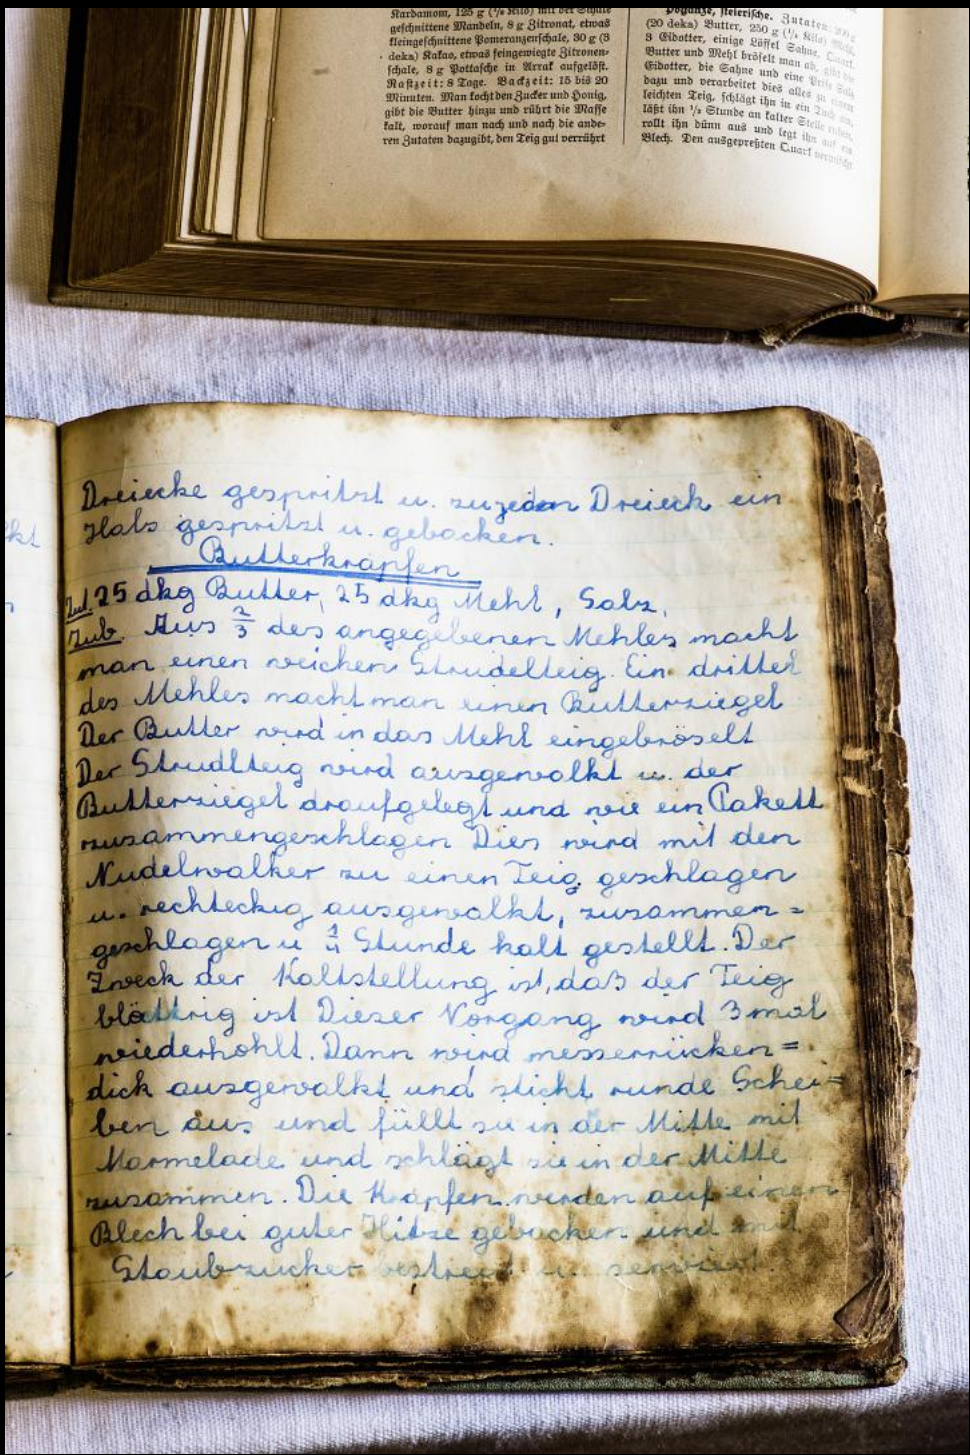 Kardamom, 125 g (⅛ Kilo) mit der Schale
geschnittene Mandeln, 8 g Zitronat, etwas
kleingeschnittene Pomeranzenschale, 30 g (3
deka) Kakao, etwas feingewiegte Zitronen-
schale, 8 g Pottasche in Arrak aufgelöst.
Rastzeit: 8 Tage. Backzeit: 15 bis 20
Minuten. Man kocht den Zucker und Honig,
gibt die Butter hinzu und rührt die Masse
kalt, worauf man nach und nach die ande-
ren Zutaten dazugibt, den Teig gut verrührt
Poganze, steierische. Zutaten: 200 g
(20 deka) Butter, 250 g (¼ Kilo) Mehl,
3 Eidotter, einige Löffel Sahne, Quark.
Butter und Mehl bröselt man ab, gibt die
Eidotter, die Sahne und eine Prise Salz
dazu und verarbeitet dies alles zu einem
leichten Teig, schlägt ihn in ein Tuch ein,
läßt ihn ½ Stunde an kalter Stelle ruhen,
rollt ihn dünn aus und legt ihn auf ein
Blech. Den ausgepreßten Quark vermischt
kt
Dreiecke gespritzt u. zu jeden Dreieck ein
Hals gespritzt u. gebacken.
Butterkrapfen
Zut. 25 dkg Butter, 25 dkg Mehl, Salz,
Zub. Aus 2/3 des angegebenen Mehles macht
man einen weichen Strudelteig. Ein drittel
des Mehles macht man einen Butterziegel
Der Butter wird in das Mehl eingebröselt
Der Strudlteig wird ausgewalkt u. der
Butterziegel draufgelegt und wie ein Pakett
zusammengeschlagen Dies wird mit den
Nudelwalker zu einen Teig geschlagen
u. rechteckig ausgewalkt, zusammen=
geschlagen u 1/4 Stunde kalt gestellt. Der
Zweck der Kaltstellung ist, daß der Teig
blättrig ist Dieser Vorgang wird 3 mal
wiederhohlt. Dann wird messerrücken=
dick ausgewalkt und sticht runde Schei=
ben aus und füllt sie in der Mitte mit
Marmelade und schlägt sie in der Mitte
zusammen. Die Krapfen werden auf einen
Blech bei guter Hitze gebacken und mit
Staubzucker bestreut u. serviert.